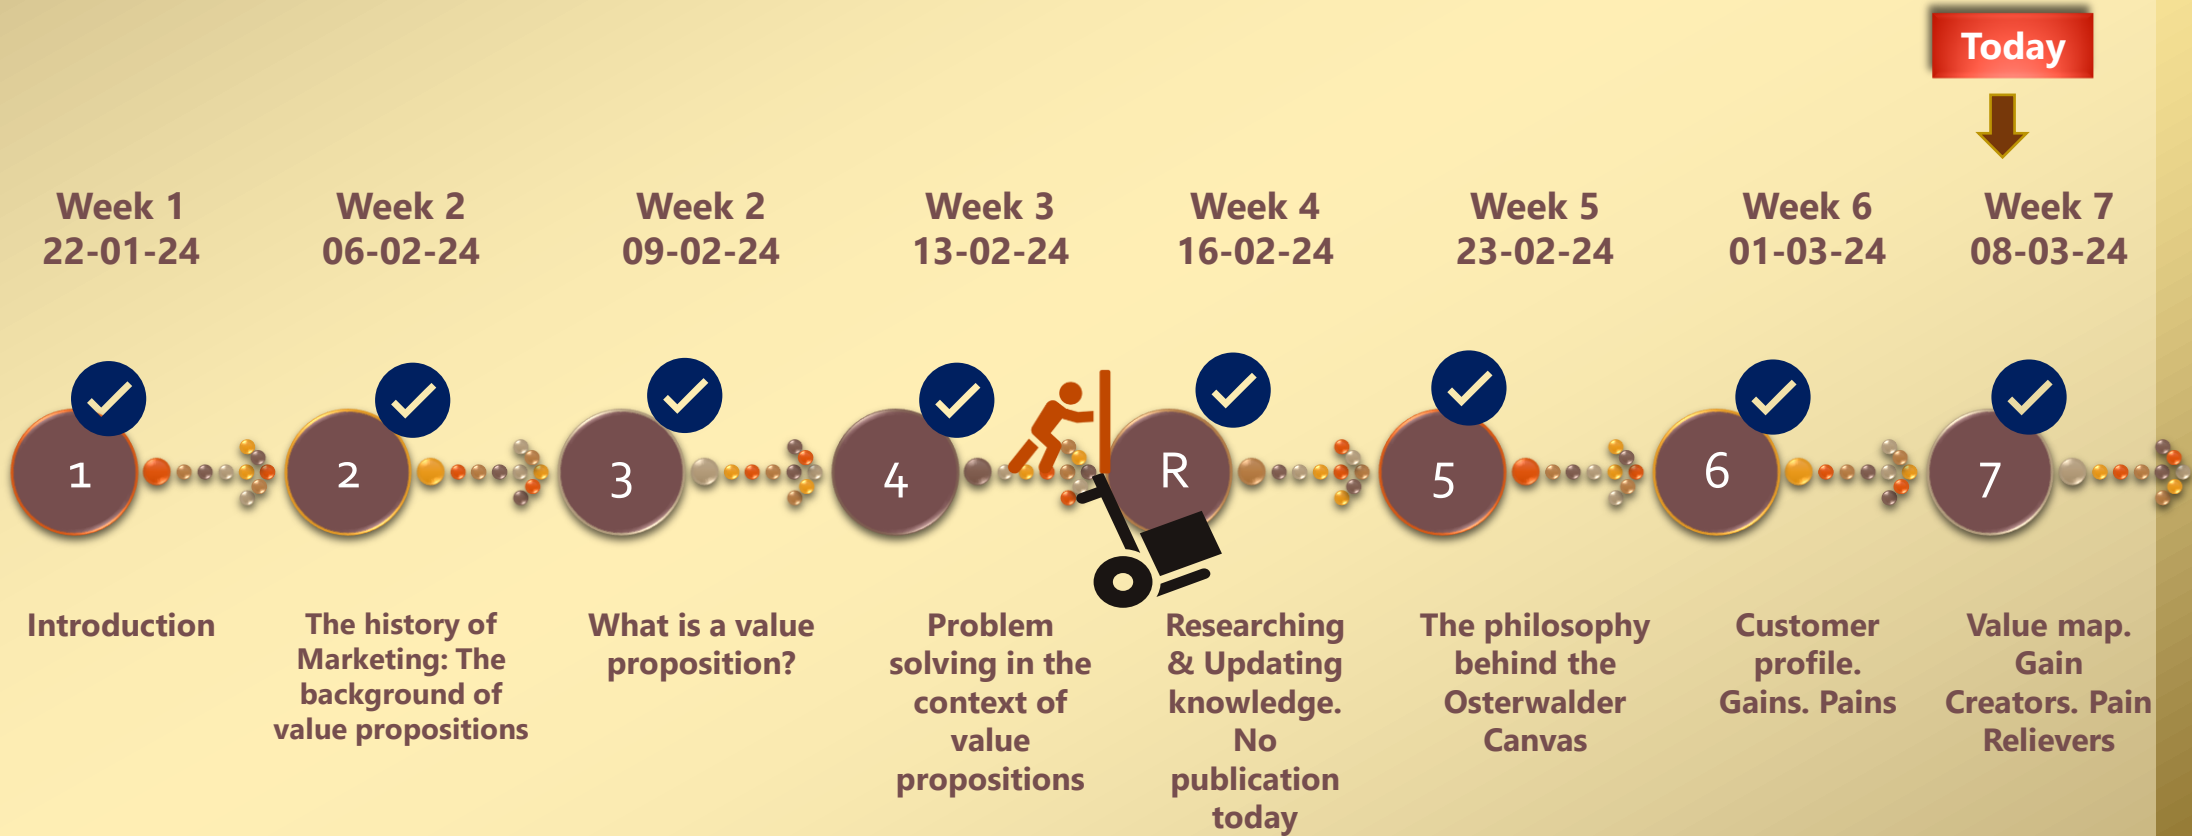 Today
Week 1
22-01-24
Week 2
06-02-24
Week 2
09-02-24
Week 3
13-02-24
Week 4
16-02-24
Week 5
23-02-24
Week 6
01-03-24
Week 7
08-03-24
1
2
3
4
R
5
6
7
Introduction
The history of
Marketing: The
background of
value propositions
What is a value
proposition?
Problem
solving in the
context of
value
propositions
Researching
& Updating
knowledge.
No
publication
today
The philosophy
behind the
Osterwalder
Canvas
Customer
profile.
Gains. Pains
Value map.
Gain
Creators. Pain
Relievers